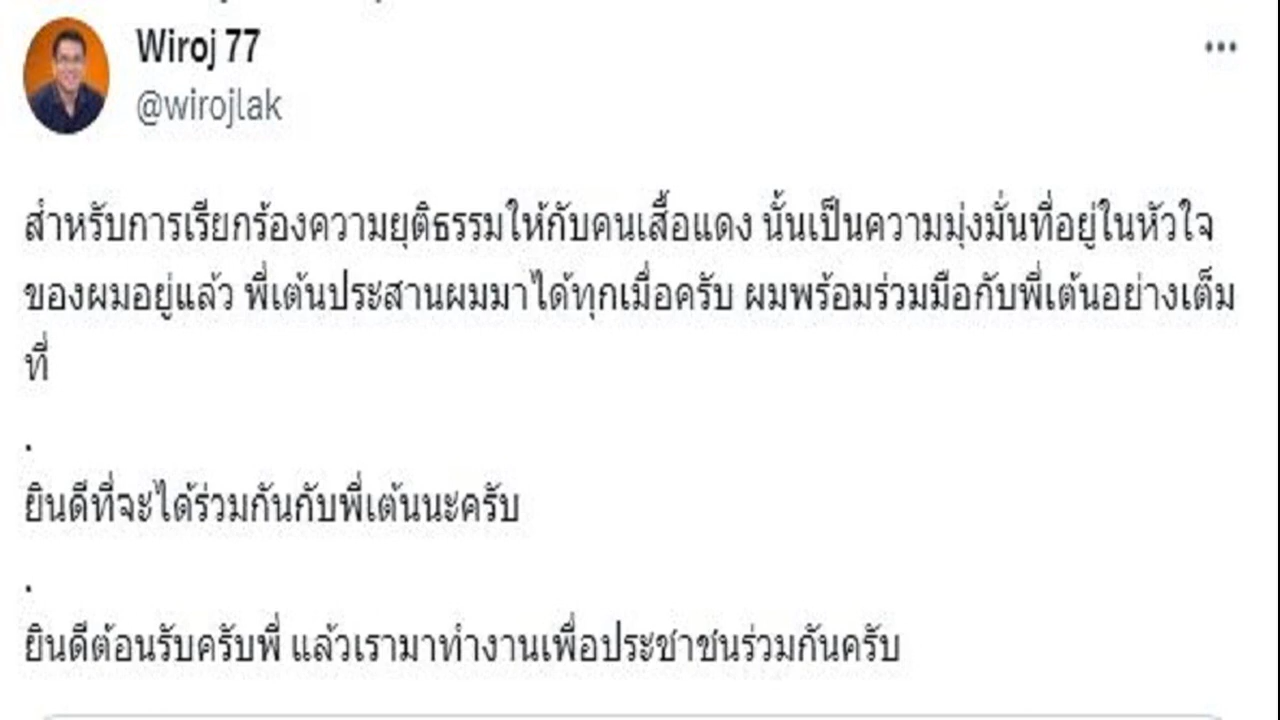 Wiroj 77
@wirojlak
สำหรับการเรียกร้องความยุติธรรมให้กับคนเสื้อแดง นั้นเป็นความมุ่งมั่นที่อยู่ในหัวใจ
ของผมอยู่แล้ว พี่เต้นประสานผมมาได้ทุกเมื่อครับ ผมพร้อมร่วมมือกับพี่เต้นอย่างเต็ม
ที่
.
ยินดีที่จะได้ร่วมกันกับพี่เต้นนะครับ
.
ยินดีต้อนรับครับพี่ แล้วเรามาทำงานเพื่อประชาชนร่วมกันครับ